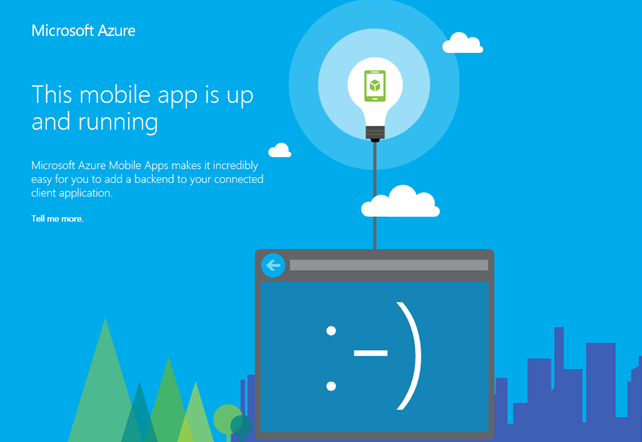 Microsoft Azure
This mobile app is up
and running
Microsoft Azure Mobile Apps makes it incredibly
easy for you to add a backend to your connected
client application.
Tell me more.
:-)